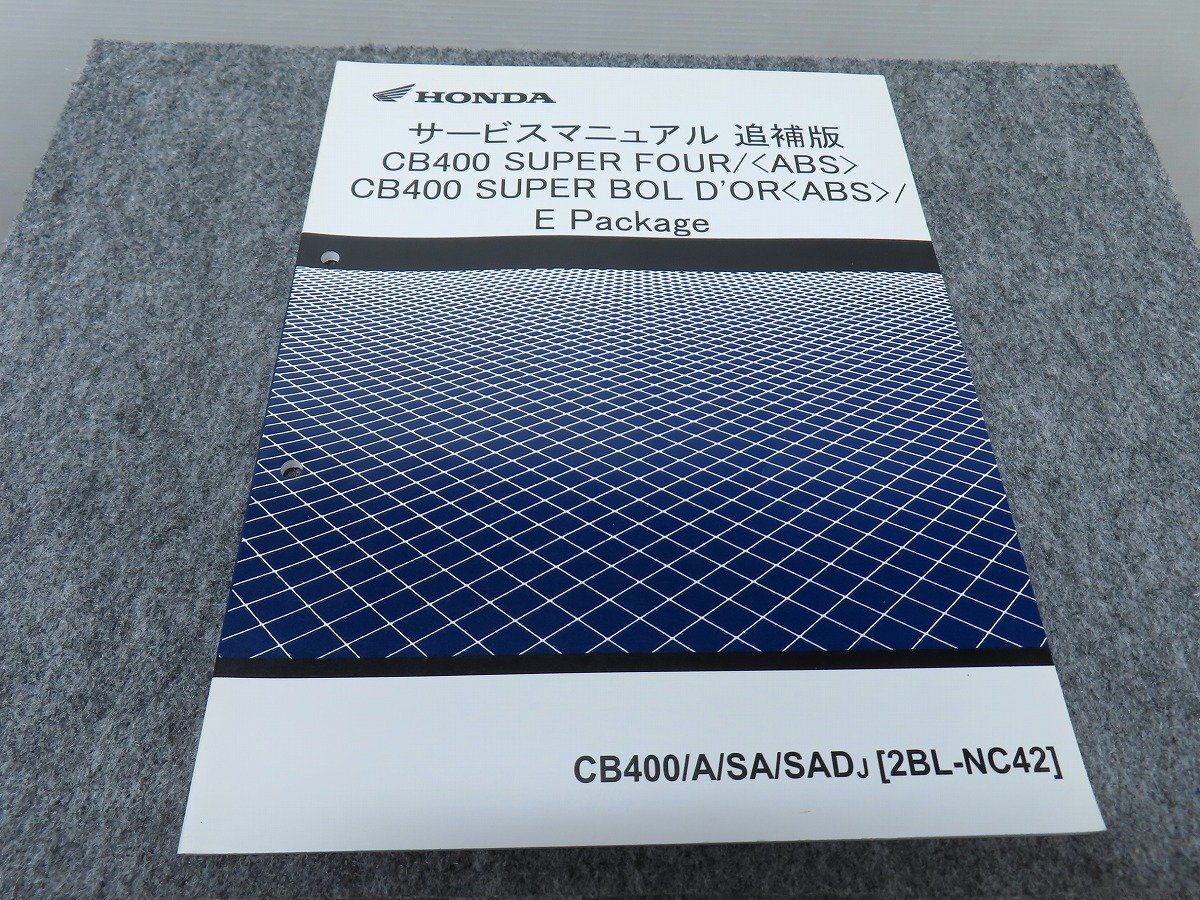 HONDA
サービスマニュアル 追補版
CB400 SUPER FOUR/<ABS>
CB400 SUPER BOL D'OR<ABS>/
E Package
CB400/A/SA/SADJ [2BL-NC42]